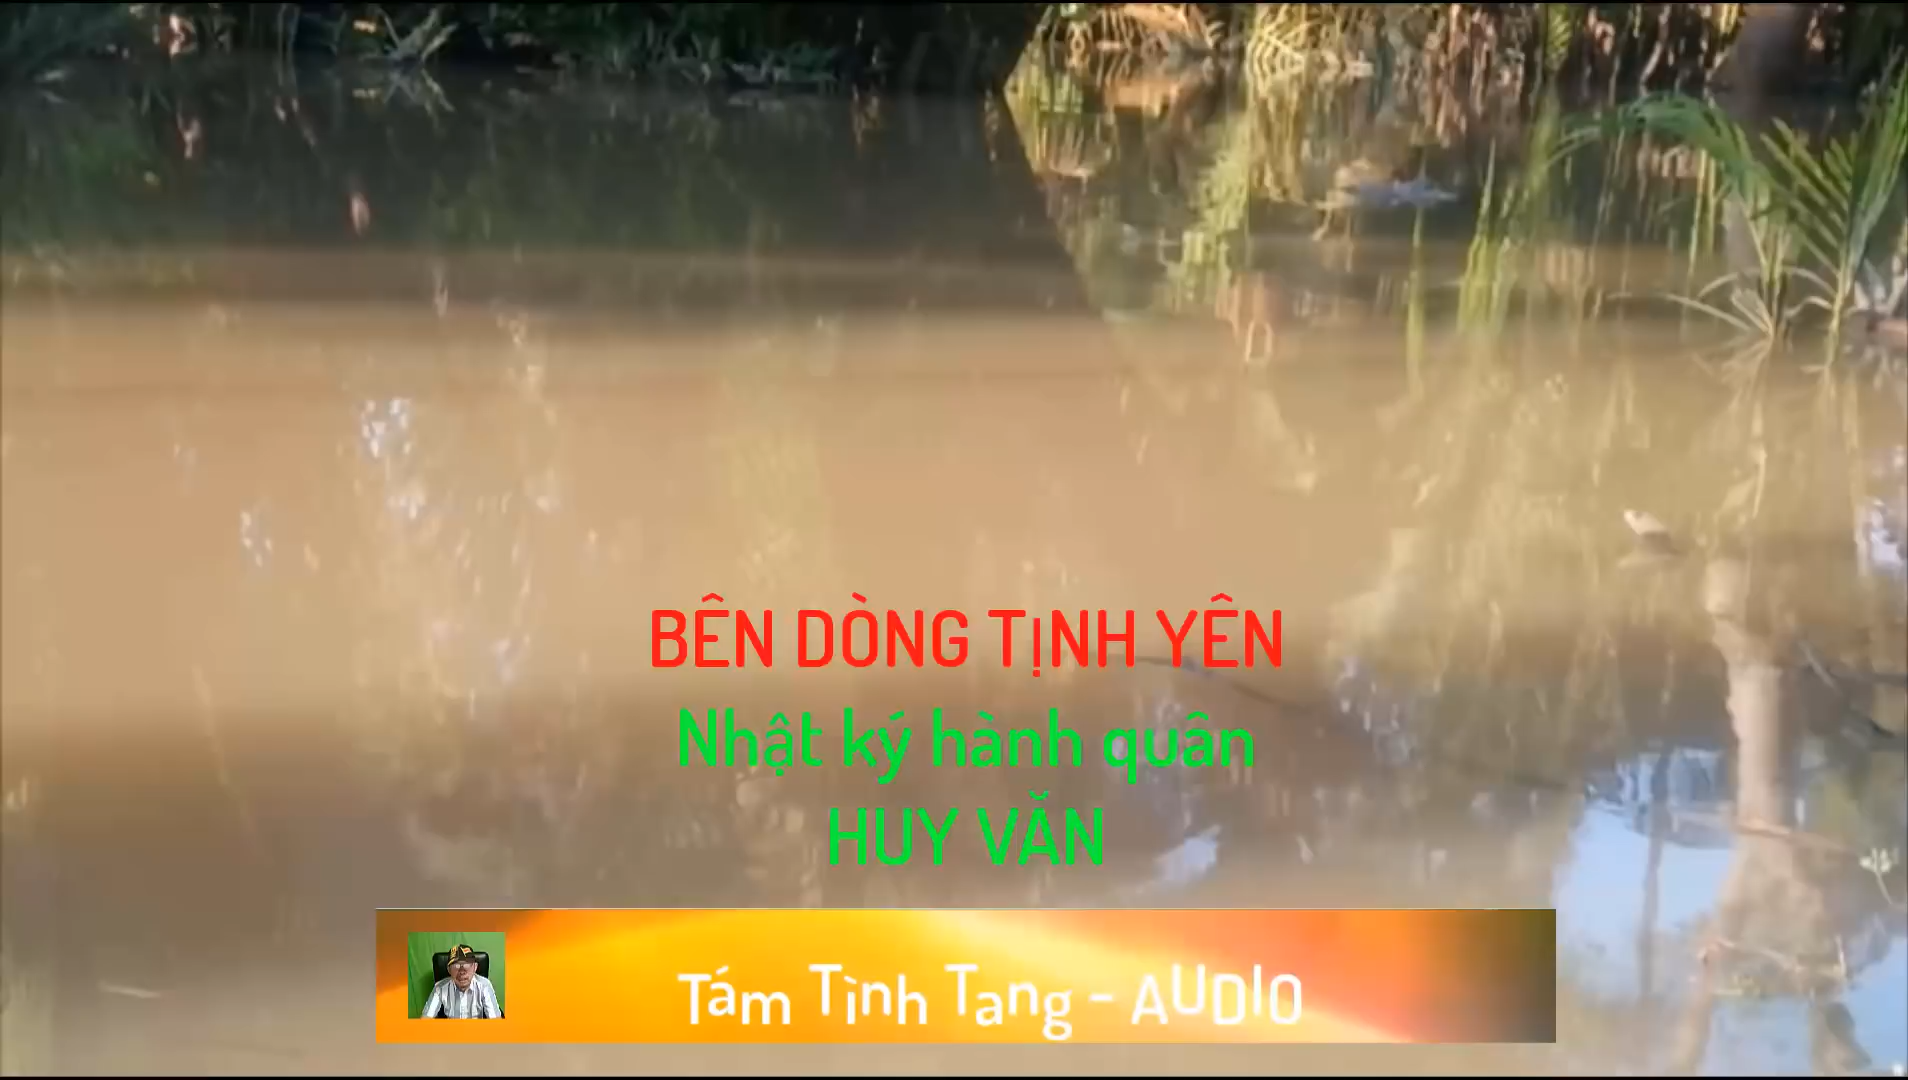 BÊN DÒNG TỊNH YÊN
Nhật ký hành quân
HUY VĂN
Tám Tình Tang - AUDIO